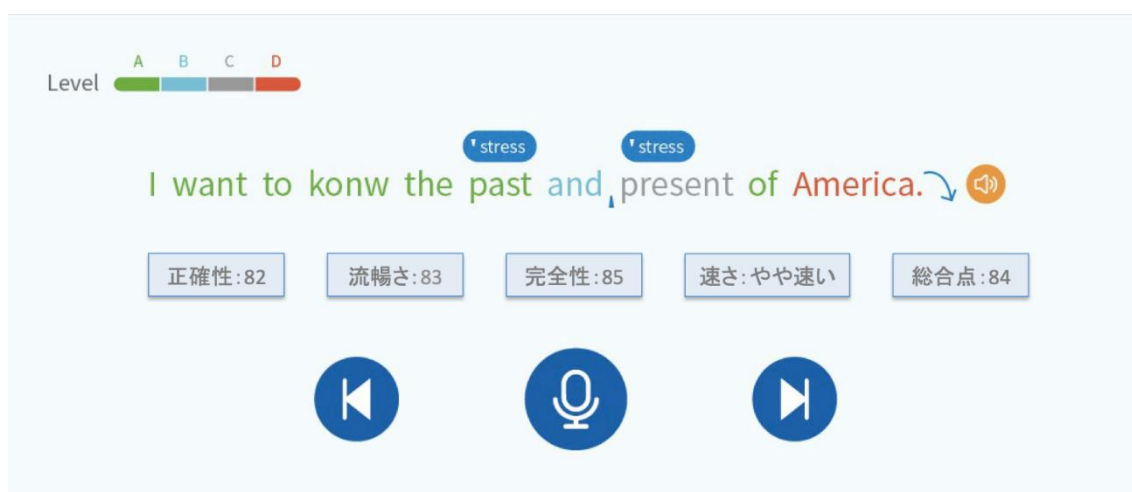 A B C D
Level
'stress 'stress
I want to konw the past and present of America.
正確性:82 流暢さ:83 完全性:85 速さ:やや速い 総合点:84